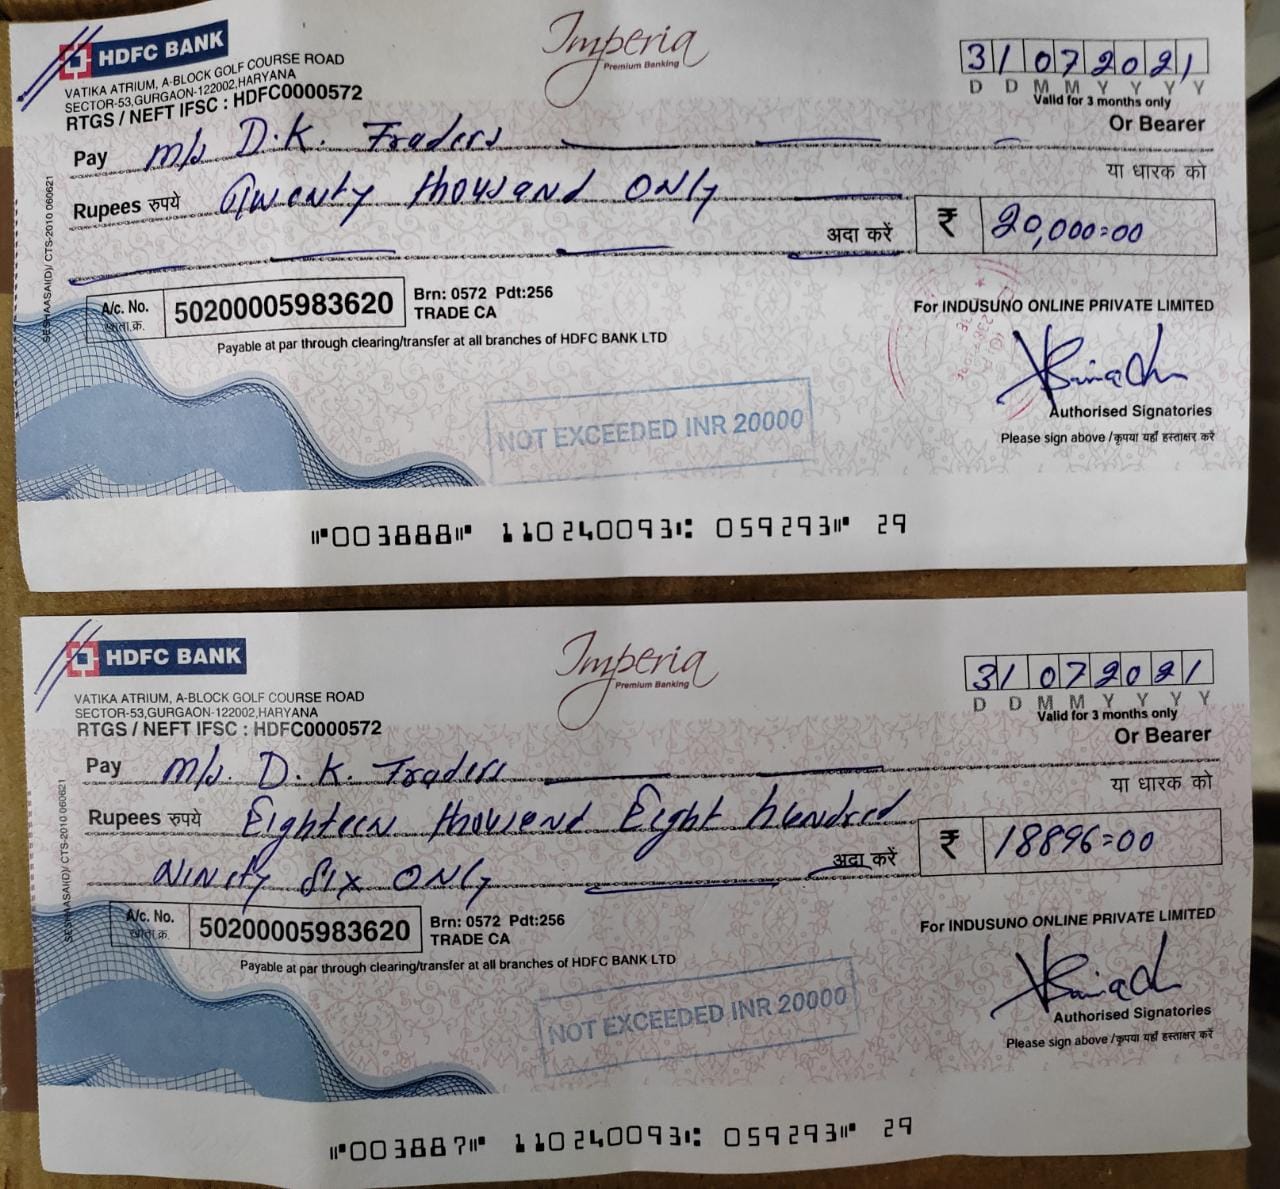 HDFC BANK
Imperia
Premium Banking
VATIKA ATRIUM, A-BLOCK GOLF COURSE ROAD
SECTOR-53,GURGAON-122002,HARYANA
RTGS / NEFT IFSC : HDFC0000572
31072021
D D M M Y Y Y Y
Valid for 3 months only
Or Bearer
Pay M/s D.K. Traders
या धारक को
Rupees रुपये Twenty thousand ONLY
अदा करें ₹ 20,000=00
A/c. No. 50200005983620
खाता.क्र.
Brn: 0572 Pdt:256
TRADE CA
Payable at par through clearing/transfer at all branches of HDFC BANK LTD
For INDUSUNO ONLINE PRIVATE LIMITED
NOT EXCEEDED INR 20000
Authorised Signatories
Please sign above /कृपया यहाँ हस्ताक्षर करें
SESHAASAI(D)/ CTS-2010 060621
⑈003888⑈ 110240093⑆ 059293⑈ 29
HDFC BANK
Imperia
Premium Banking
VATIKA ATRIUM, A-BLOCK GOLF COURSE ROAD
SECTOR-53,GURGAON-122002,HARYANA
RTGS / NEFT IFSC : HDFC0000572
31072021
D D M M Y Y Y Y
Valid for 3 months only
Or Bearer
Pay M/s. D.K. Traders
या धारक को
Rupees रुपये Eighteen thousand Eight hundred
Ninety Six ONLY
अदा करें ₹ 18896=00
A/c. No. 50200005983620
खाता.क्र.
Brn: 0572 Pdt:256
TRADE CA
Payable at par through clearing/transfer at all branches of HDFC BANK LTD
For INDUSUNO ONLINE PRIVATE LIMITED
NOT EXCEEDED INR 20000
Authorised Signatories
Please sign above /कृपया यहाँ हस्ताक्षर करें
SESHAASAI(D)/ CTS-2010 060621
⑈003887⑈ 110240093⑆ 059293⑈ 29